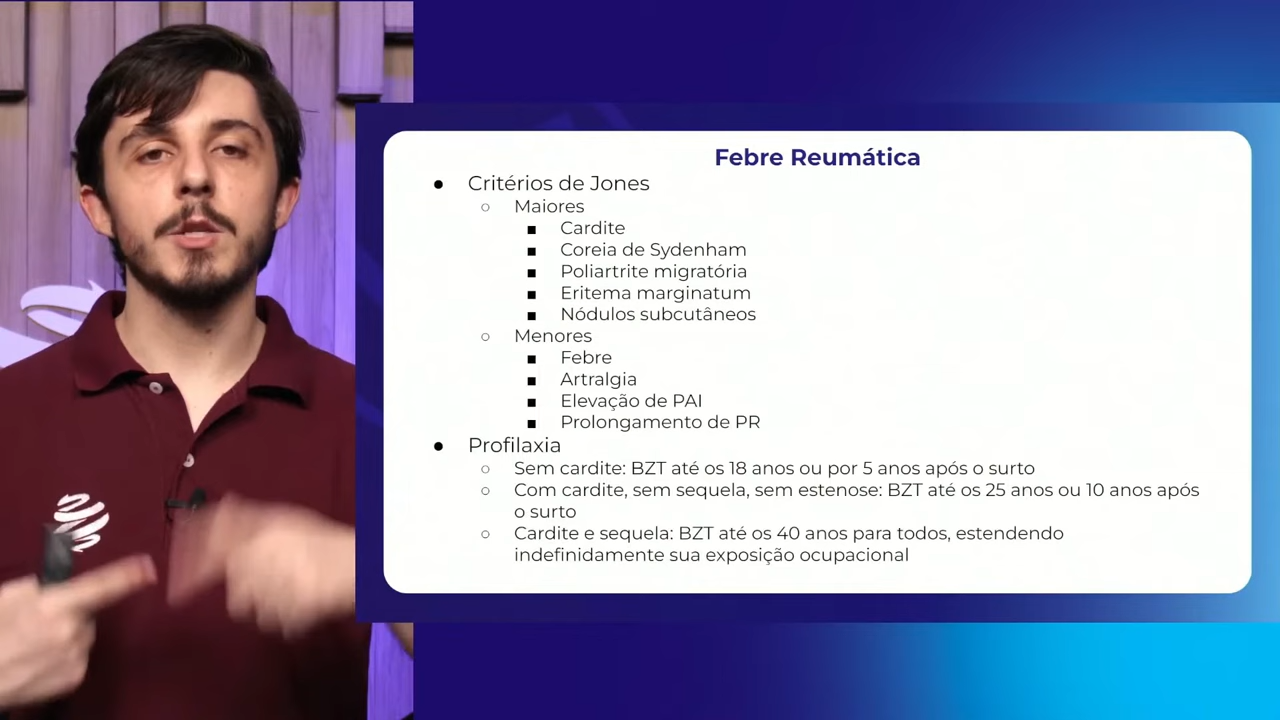 Febre Reumática
● Critérios de Jones
○ Maiores
■ Cardite
■ Coreia de Sydenham
■ Poliartrite migratória
■ Eritema marginatum
■ Nódulos subcutâneos
○ Menores
■ Febre
■ Artralgia
■ Elevação de PAI
■ Prolongamento de PR
● Profilaxia
○ Sem cardite: BZT até os 18 anos ou por 5 anos após o surto
○ Com cardite, sem sequela, sem estenose: BZT até os 25 anos ou 10 anos após
o surto
○ Cardite e sequela: BZT até os 40 anos para todos, estendendo
indefinidamente sua exposição ocupacional